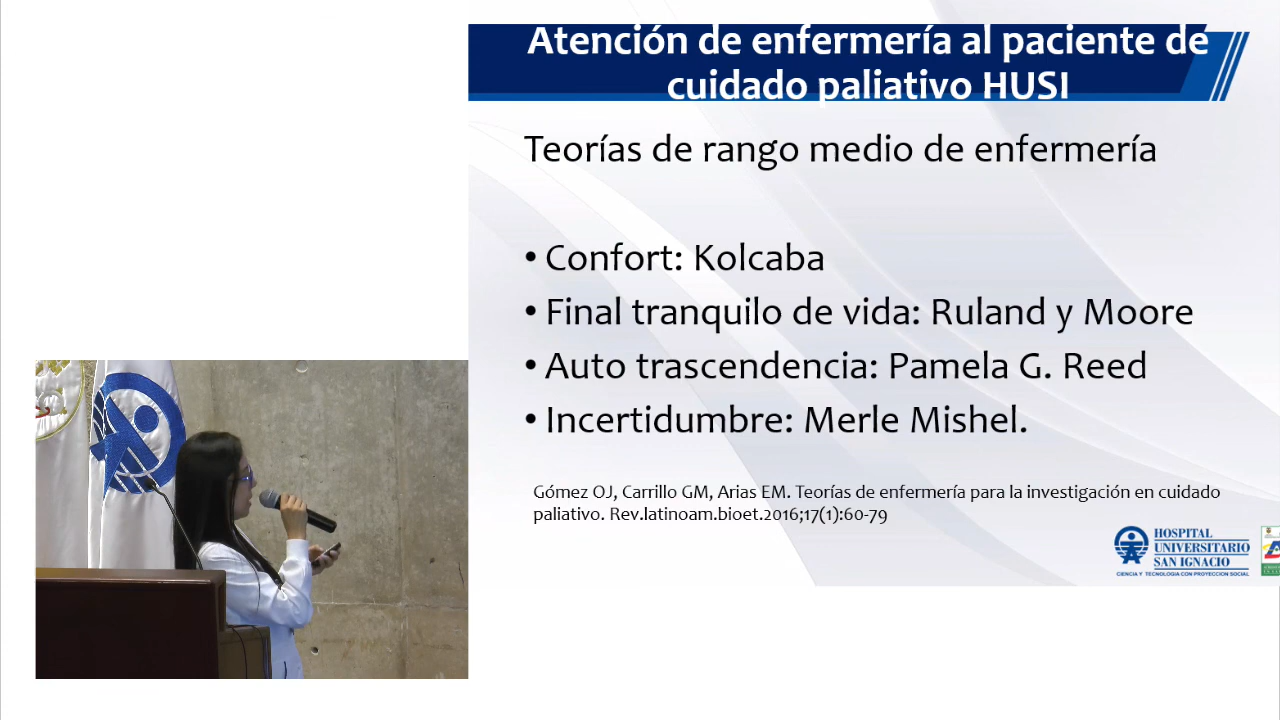 Atención de enfermería al paciente de
cuidado paliativo HUSI
Teorías de rango medio de enfermería
• Confort: Kolcaba
• Final tranquilo de vida: Ruland y Moore
• Auto trascendencia: Pamela G. Reed
• Incertidumbre: Merle Mishel.
Gómez OJ, Carrillo GM, Arias EM. Teorías de enfermería para la investigación en cuidado
paliativo. Rev.latinoam.bioet.2016;17(1):60-79
HOSPITAL
UNIVERSITARIO
SAN IGNACIO
CIENCIA Y TECNOLOGIA CON PROYECCION SOCIAL